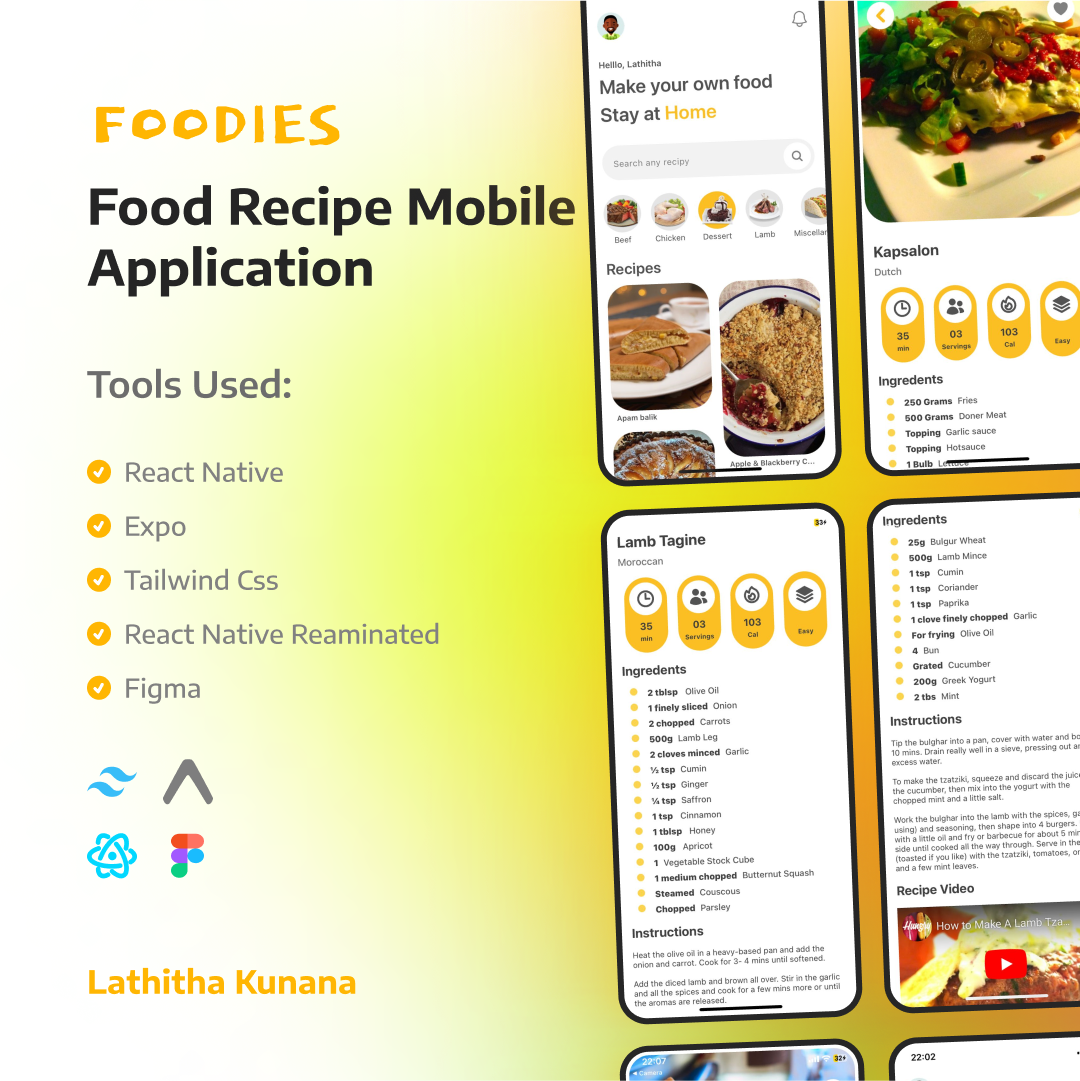 FOODIES
Food Recipe Mobile
Application
Tools Used:
React Native
Expo
Tailwind Css
React Native Reaminated
Figma
Lathitha Kunana
Helllo, Lathitha
Make your own food
Stay at Home
Search any recipy
Beef
Chicken
Dessert
Lamb
Miscellan
Recipes
Apam balik
Apple & Blackberry C...
Kapsalon
Dutch
35 min
03 Servings
103 Cal
Easy
Ingredents
250 Grams Fries
500 Grams Doner Meat
Topping Garlic sauce
Topping Hotsauce
1 Bulb Lettuce
33
Lamb Tagine
Moroccan
35 min
03 Servings
103 Cal
Easy
Ingredents
2 tblsp Olive Oil
1 finely sliced Onion
2 chopped Carrots
500g Lamb Leg
2 cloves minced Garlic
½ tsp Cumin
½ tsp Ginger
¼ tsp Saffron
1 tsp Cinnamon
1 tblsp Honey
100g Apricot
1 Vegetable Stock Cube
1 medium chopped Butternut Squash
Steamed Couscous
Chopped Parsley
Instructions
Heat the olive oil in a heavy-based pan and add the
onion and carrot. Cook for 3- 4 mins until softened.
Add the diced lamb and brown all over. Stir in the garlic
and all the spices and cook for a few mins more or until
the aromas are released.
Ingredents
25g Bulgur Wheat
500g Lamb Mince
1 tsp Cumin
1 tsp Coriander
1 tsp Paprika
1 clove finely chopped Garlic
For frying Olive Oil
4 Bun
Grated Cucumber
200g Greek Yogurt
2 tbs Mint
Instructions
Tip the bulghar into a pan, cover with water and bo
10 mins. Drain really well in a sieve, pressing out a
excess water.
To make the tzatziki, squeeze and discard the juice
the cucumber, then mix into the yogurt with the
chopped mint and a little salt.
Work the bulghar into the lamb with the spices, ga
using) and seasoning, then shape into 4 burgers.
with a little oil and fry or barbecue for about 5 min
side until cooked all the way through. Serve in the
(toasted if you like) with the tzatziki, tomatoes, on
and a few mint leaves.
Recipe Video
Hungry
How to Make A Lamb Tza...
22:07
Camera
32
22:02